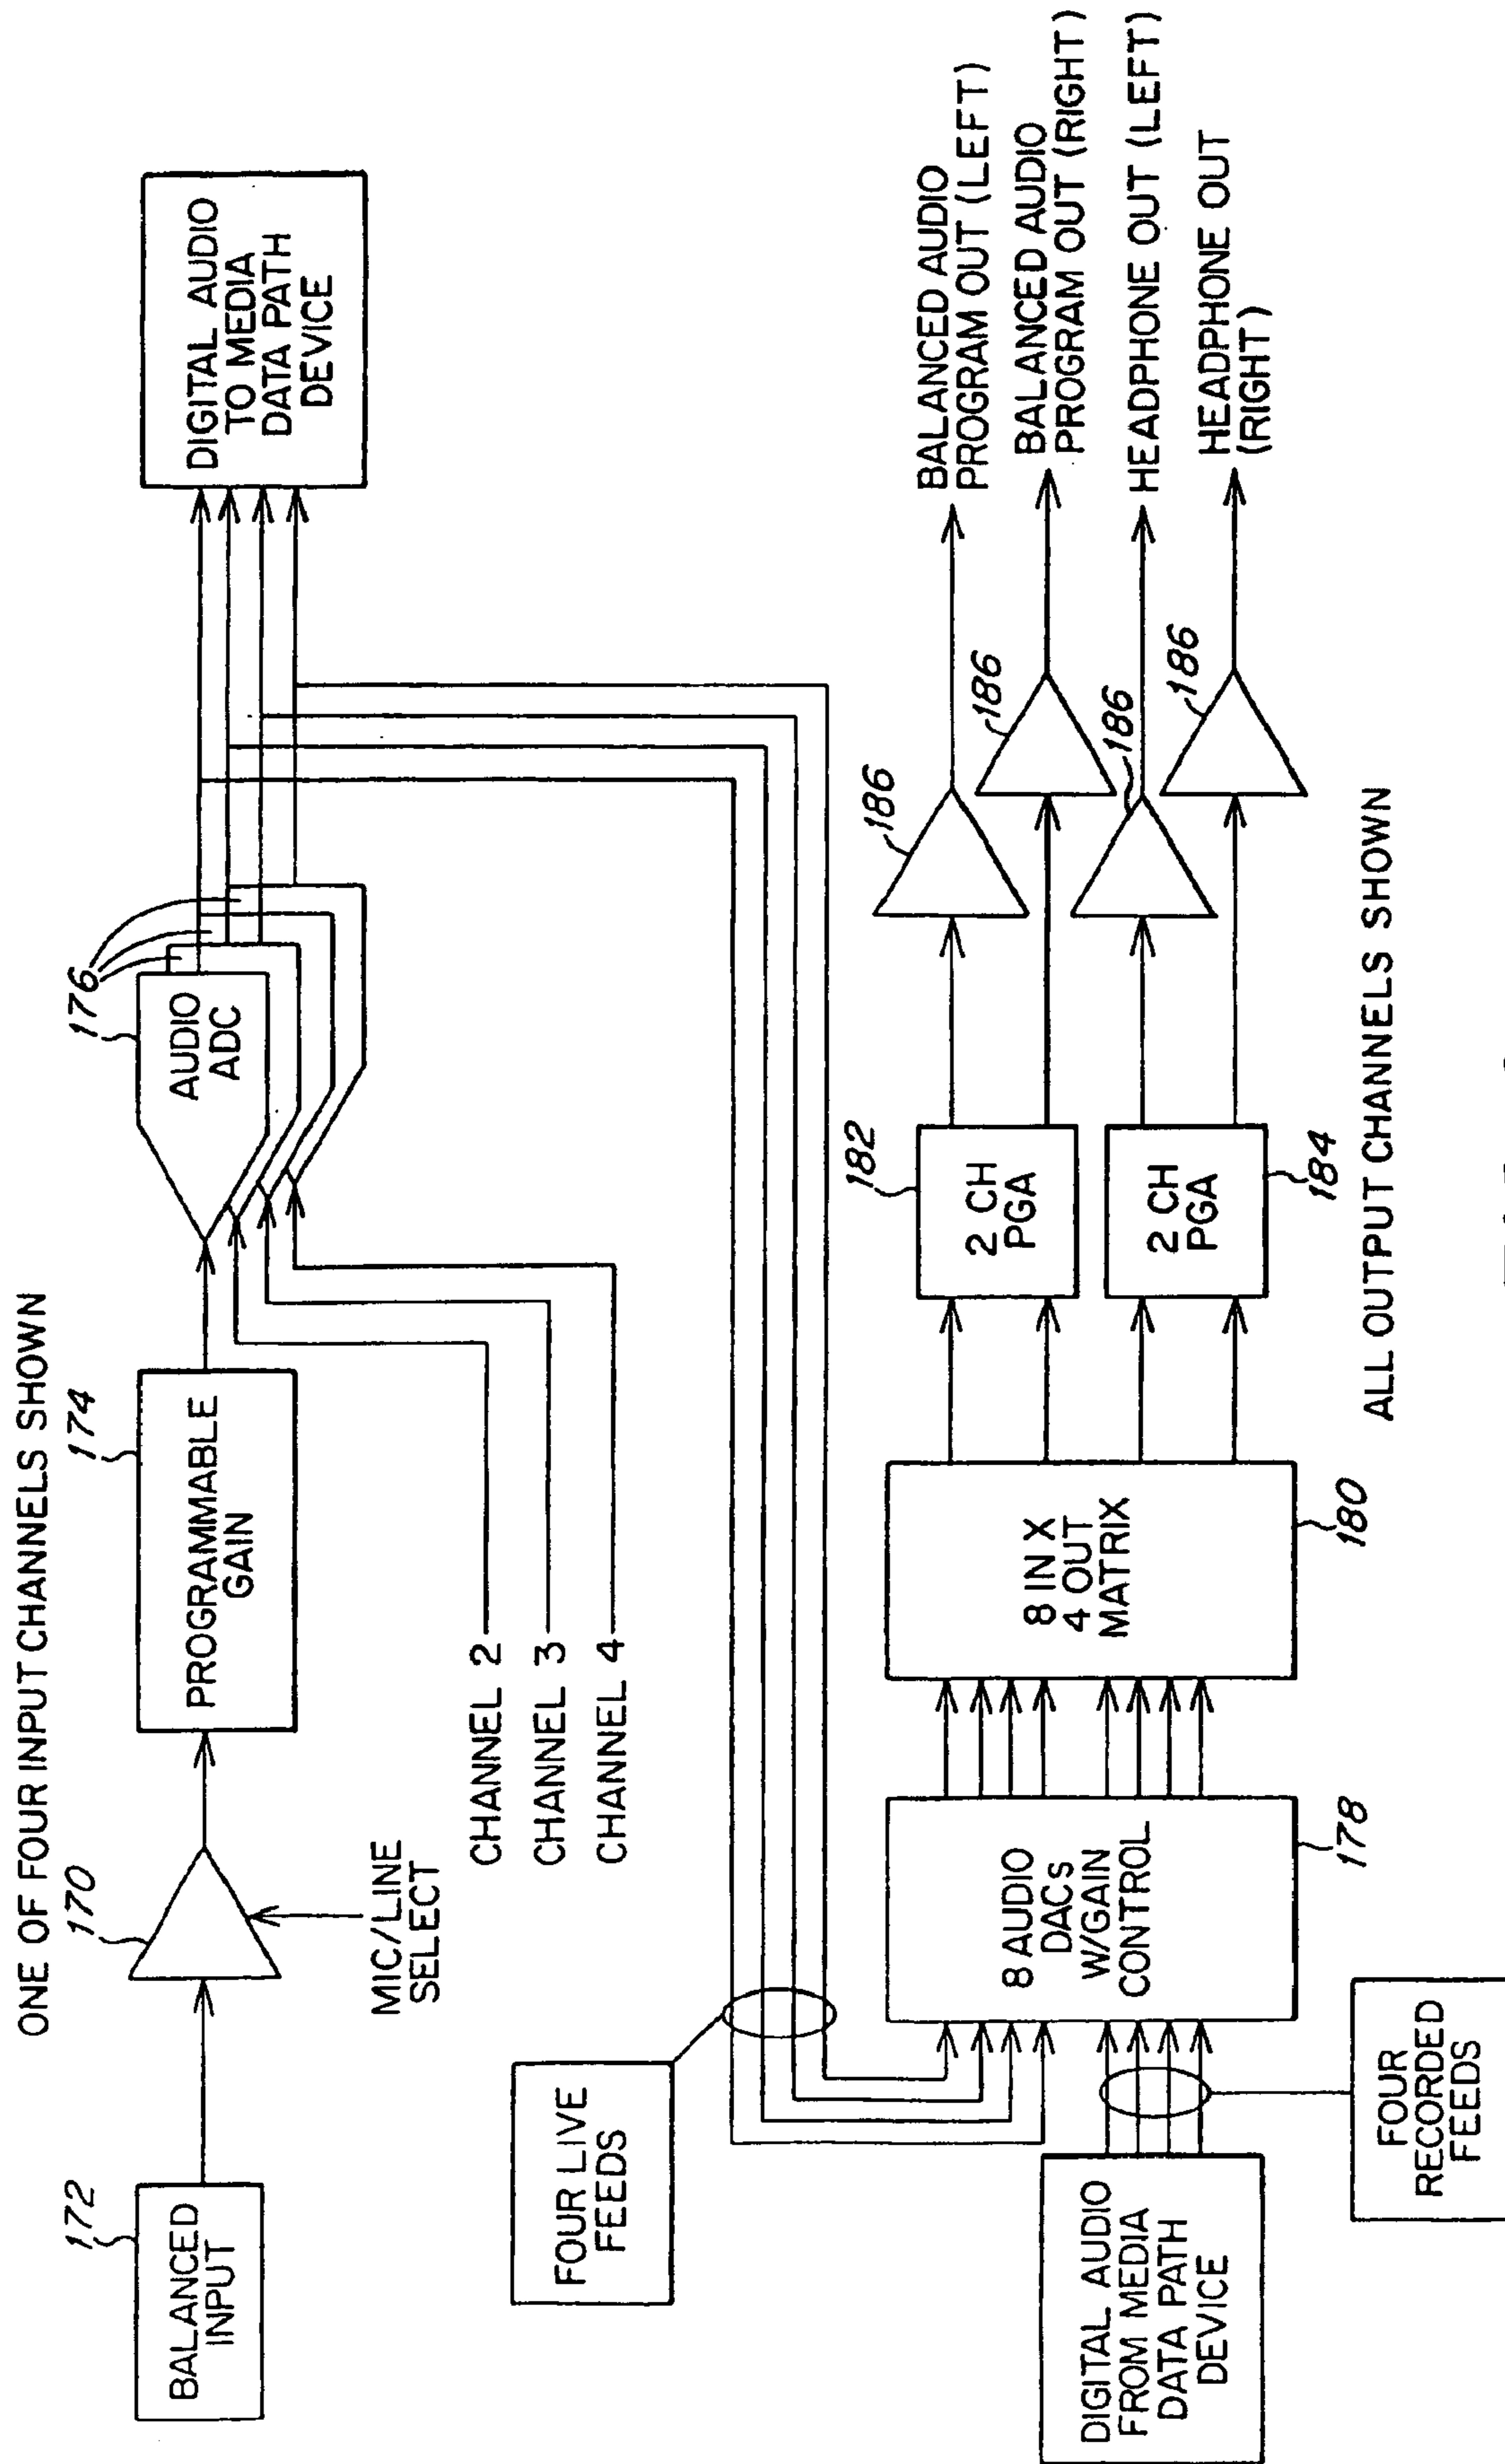 ONE OF FOUR INPUT CHANNELS SHOWN
172
BALANCED
INPUT
170
MIC/LINE
SELECT
174
PROGRAMMABLE
GAIN
176
AUDIO
ADC
DIGITAL AUDIO
TO MEDIA
DATA PATH
DEVICE
CHANNEL 2
CHANNEL 3
CHANNEL 4
FOUR LIVE
FEEDS
DIGITAL AUDIO
FROM MEDIA
DATA PATH
DEVICE
FOUR
RECORDED
FEEDS
8 AUDIO
DACs
W/GAIN
CONTROL
178
8 IN X
4 OUT
MATRIX
180
182
2 CH
PGA
2 CH
PGA
184
186
186
186
186
BALANCED AUDIO
PROGRAM OUT (LEFT)
BALANCED AUDIO
PROGRAM OUT (RIGHT)
HEADPHONE OUT (LEFT)
HEADPHONE OUT
(RIGHT)
ALL OUTPUT CHANNELS SHOWN